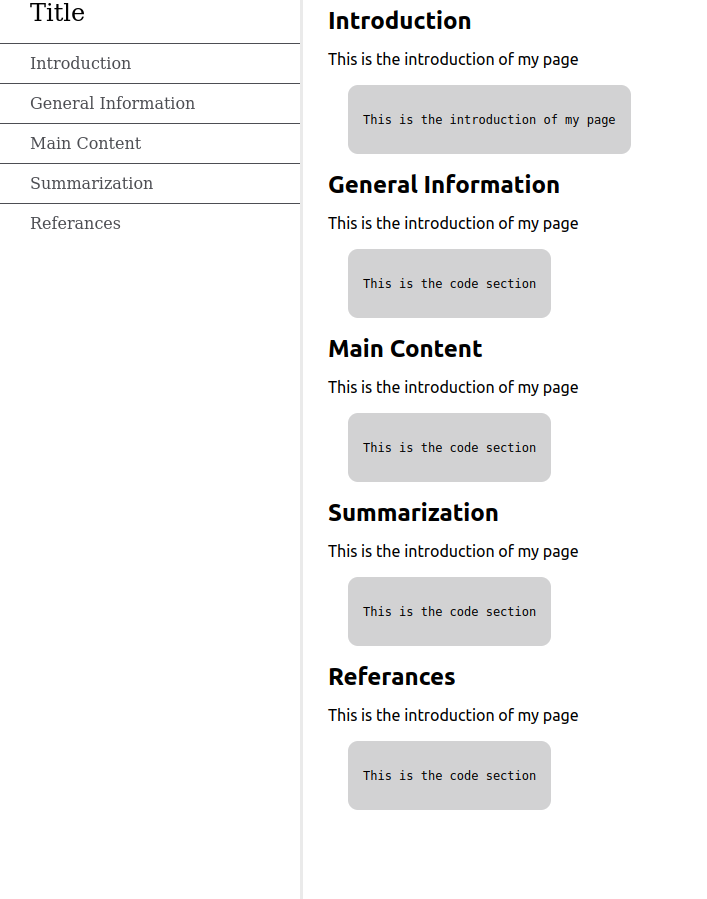 Title
Introduction
General Information
Main Content
Summarization
Referances
Introduction
This is the introduction of my page
This is the introduction of my page
General Information
This is the introduction of my page
This is the code section
Main Content
This is the introduction of my page
This is the code section
Summarization
This is the introduction of my page
This is the code section
Referances
This is the introduction of my page
This is the code section